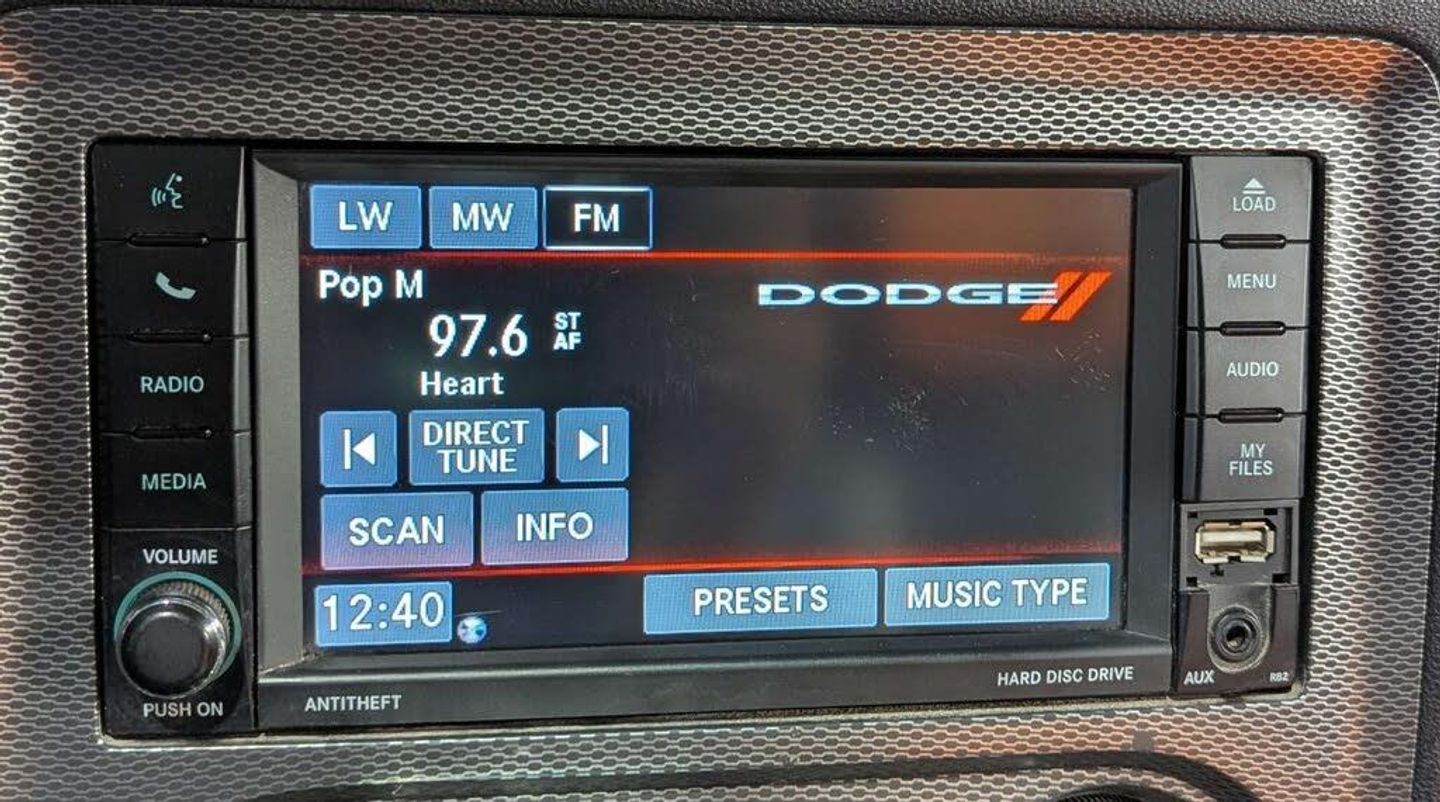 LW MW FM
Pop M
DODGE
97.6 ST AF
Heart
DIRECT TUNE
SCAN INFO
12:40 PRESETS MUSIC TYPE
RADIO
MEDIA
VOLUME
PUSH ON
ANTITHEFT
HARD DISC DRIVE
LOAD
MENU
AUDIO
MY
FILES
AUX
RB2